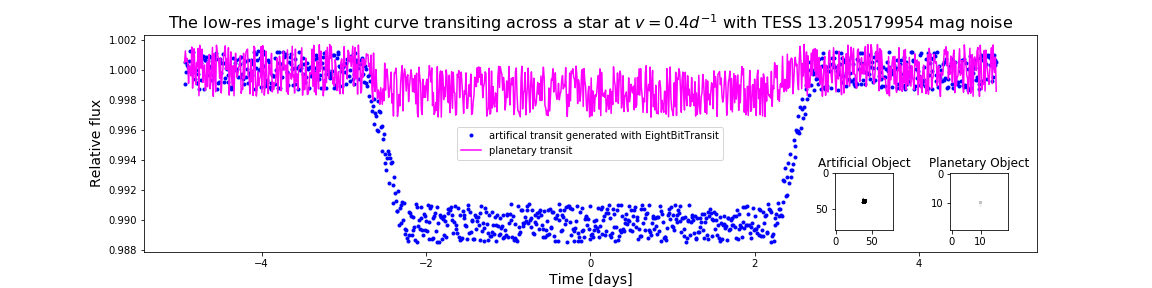 The low-res image's light curve transiting across a star at v = 0.4d⁻¹ with TESS 13.205179954 mag noise
1.002
1.000
0.998
0.996
0.994
0.992
0.990
0.988
Relative flux
artifical transit generated with EightBitTransit
planetary transit
Artificial Object
0
50
0 50
Planetary Object
0
10
0 10
−4 −2 0 2 4
Time [days]